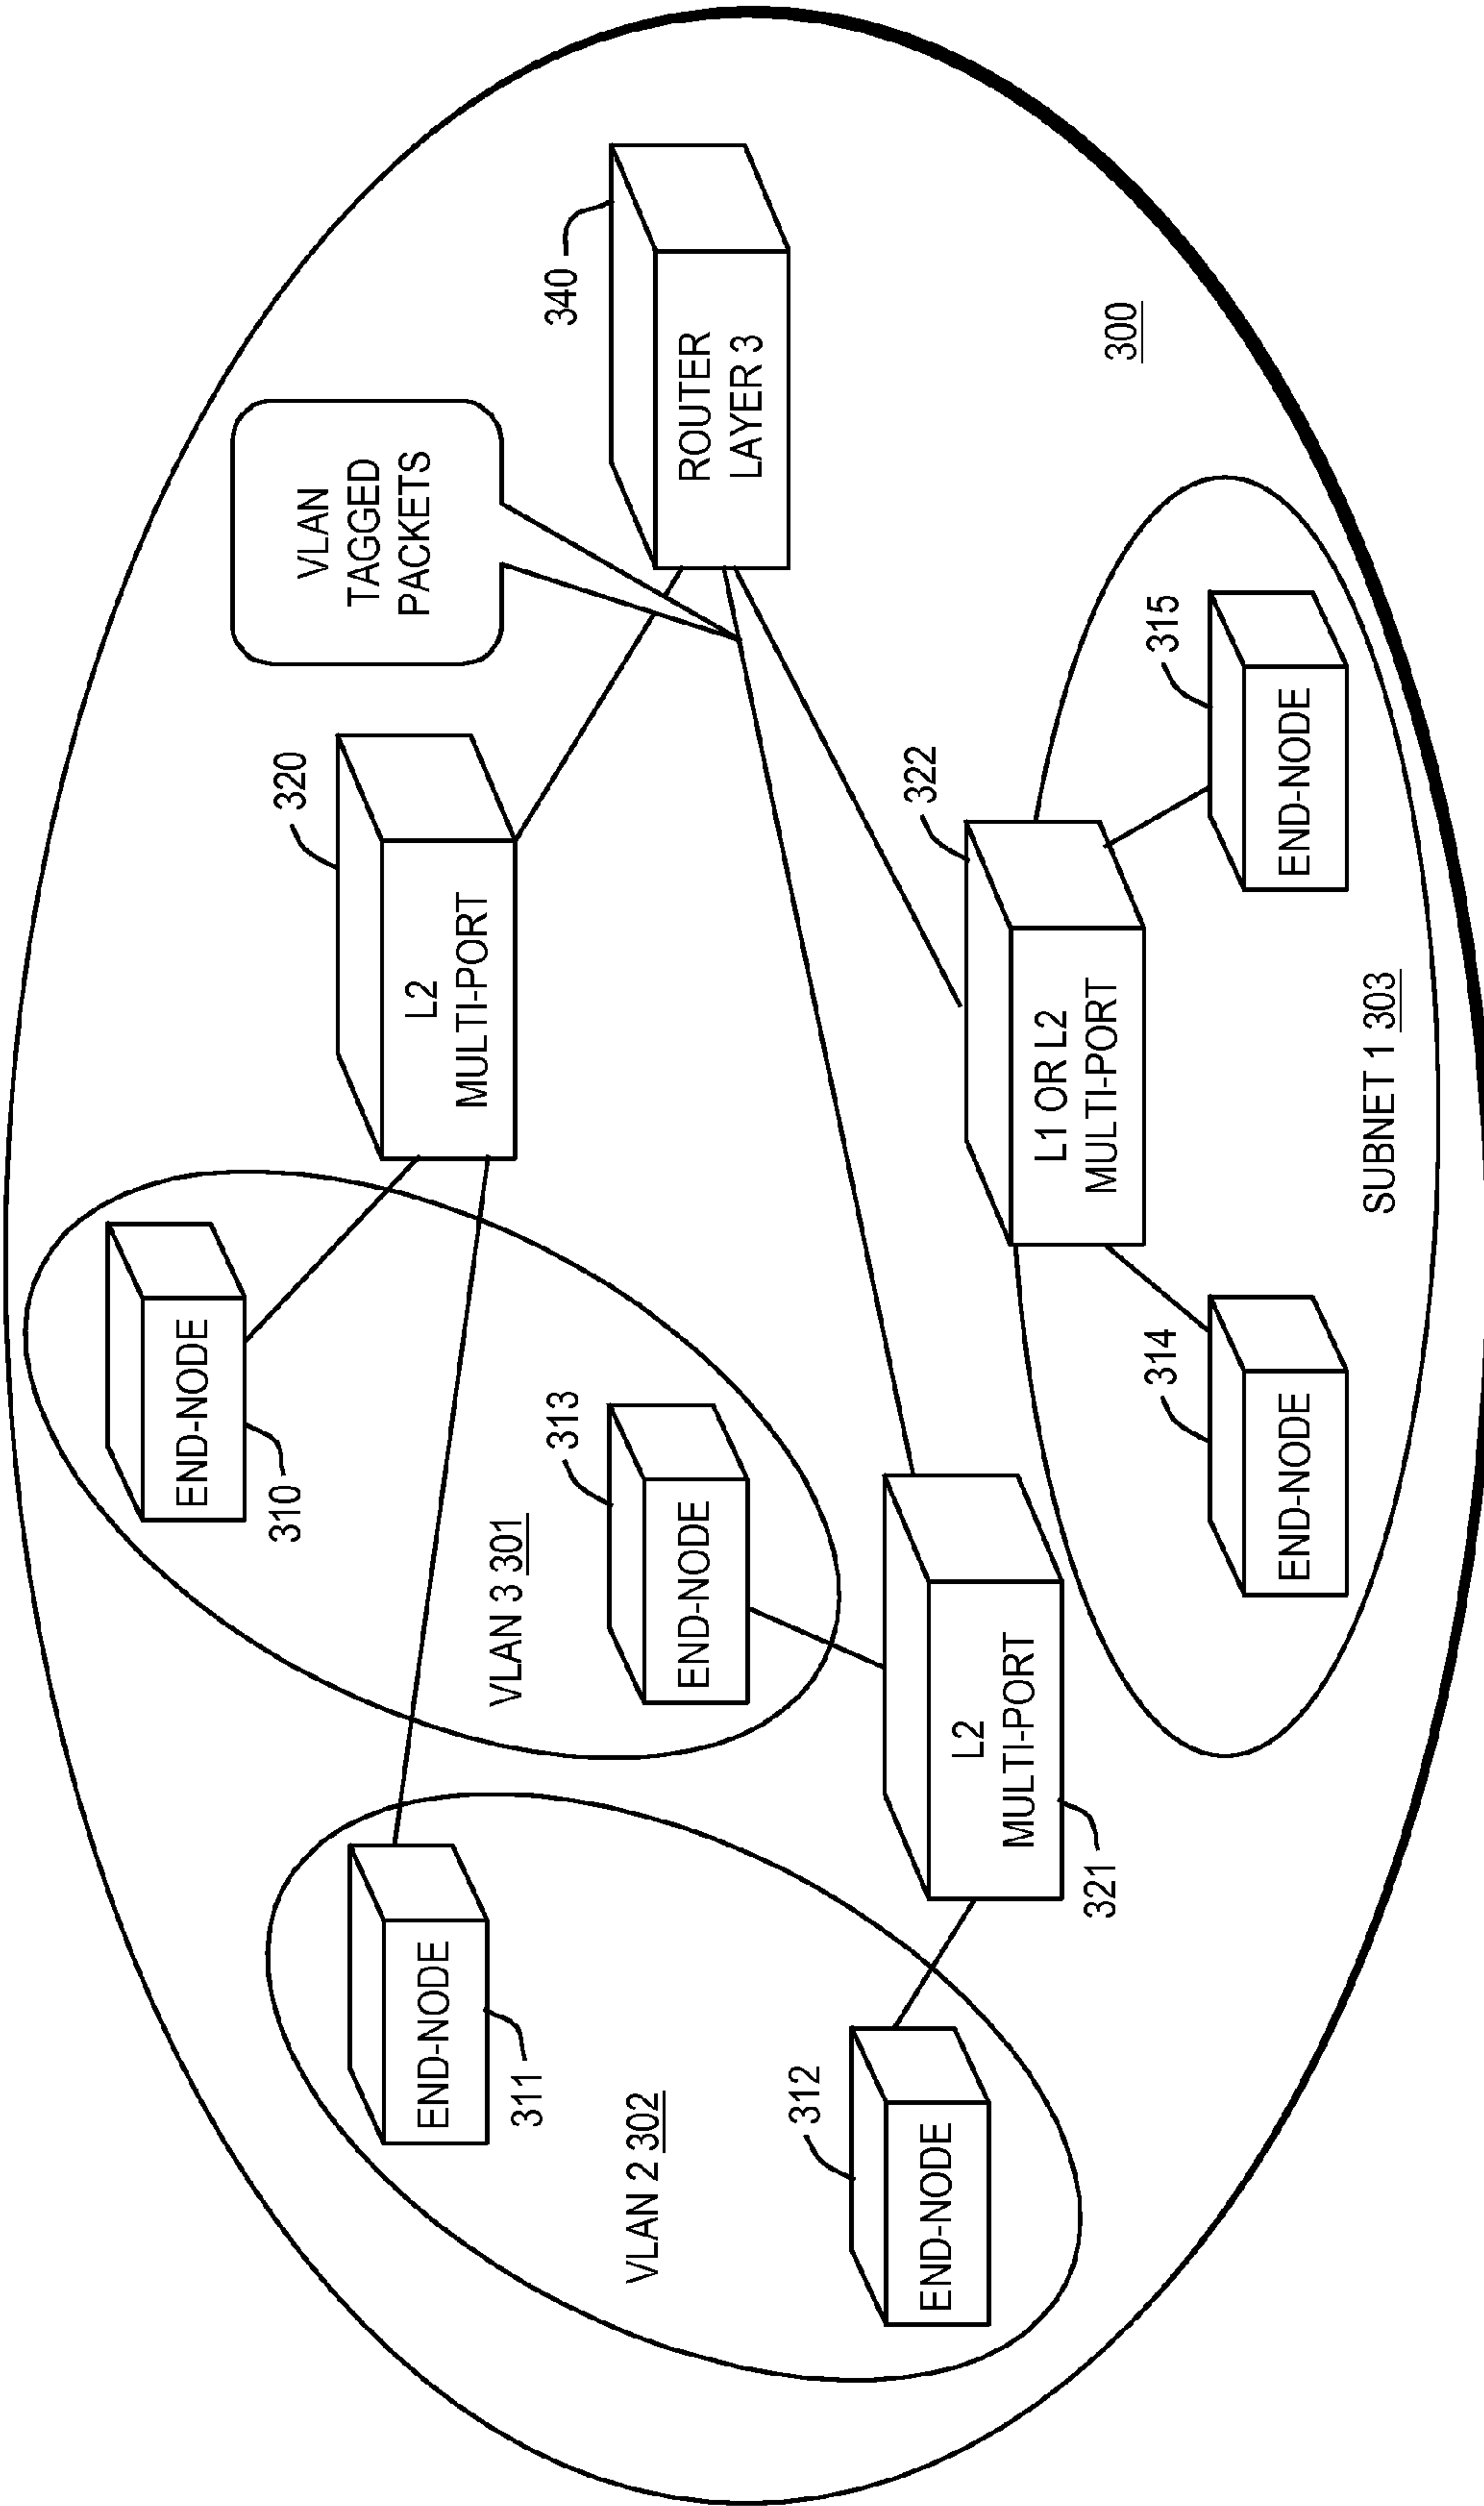 END-NODE
310
L2
MULTI-PORT
320
VLAN
TAGGED
PACKETS
END-NODE
311
VLAN 3 301
VLAN 2 302
END-NODE
313
340
ROUTER
LAYER 3
END-NODE
312
L2
MULTI-PORT
321
322
L1 OR L2
MULTI-PORT
300
314
END-NODE
315
END-NODE
SUBNET 1 303